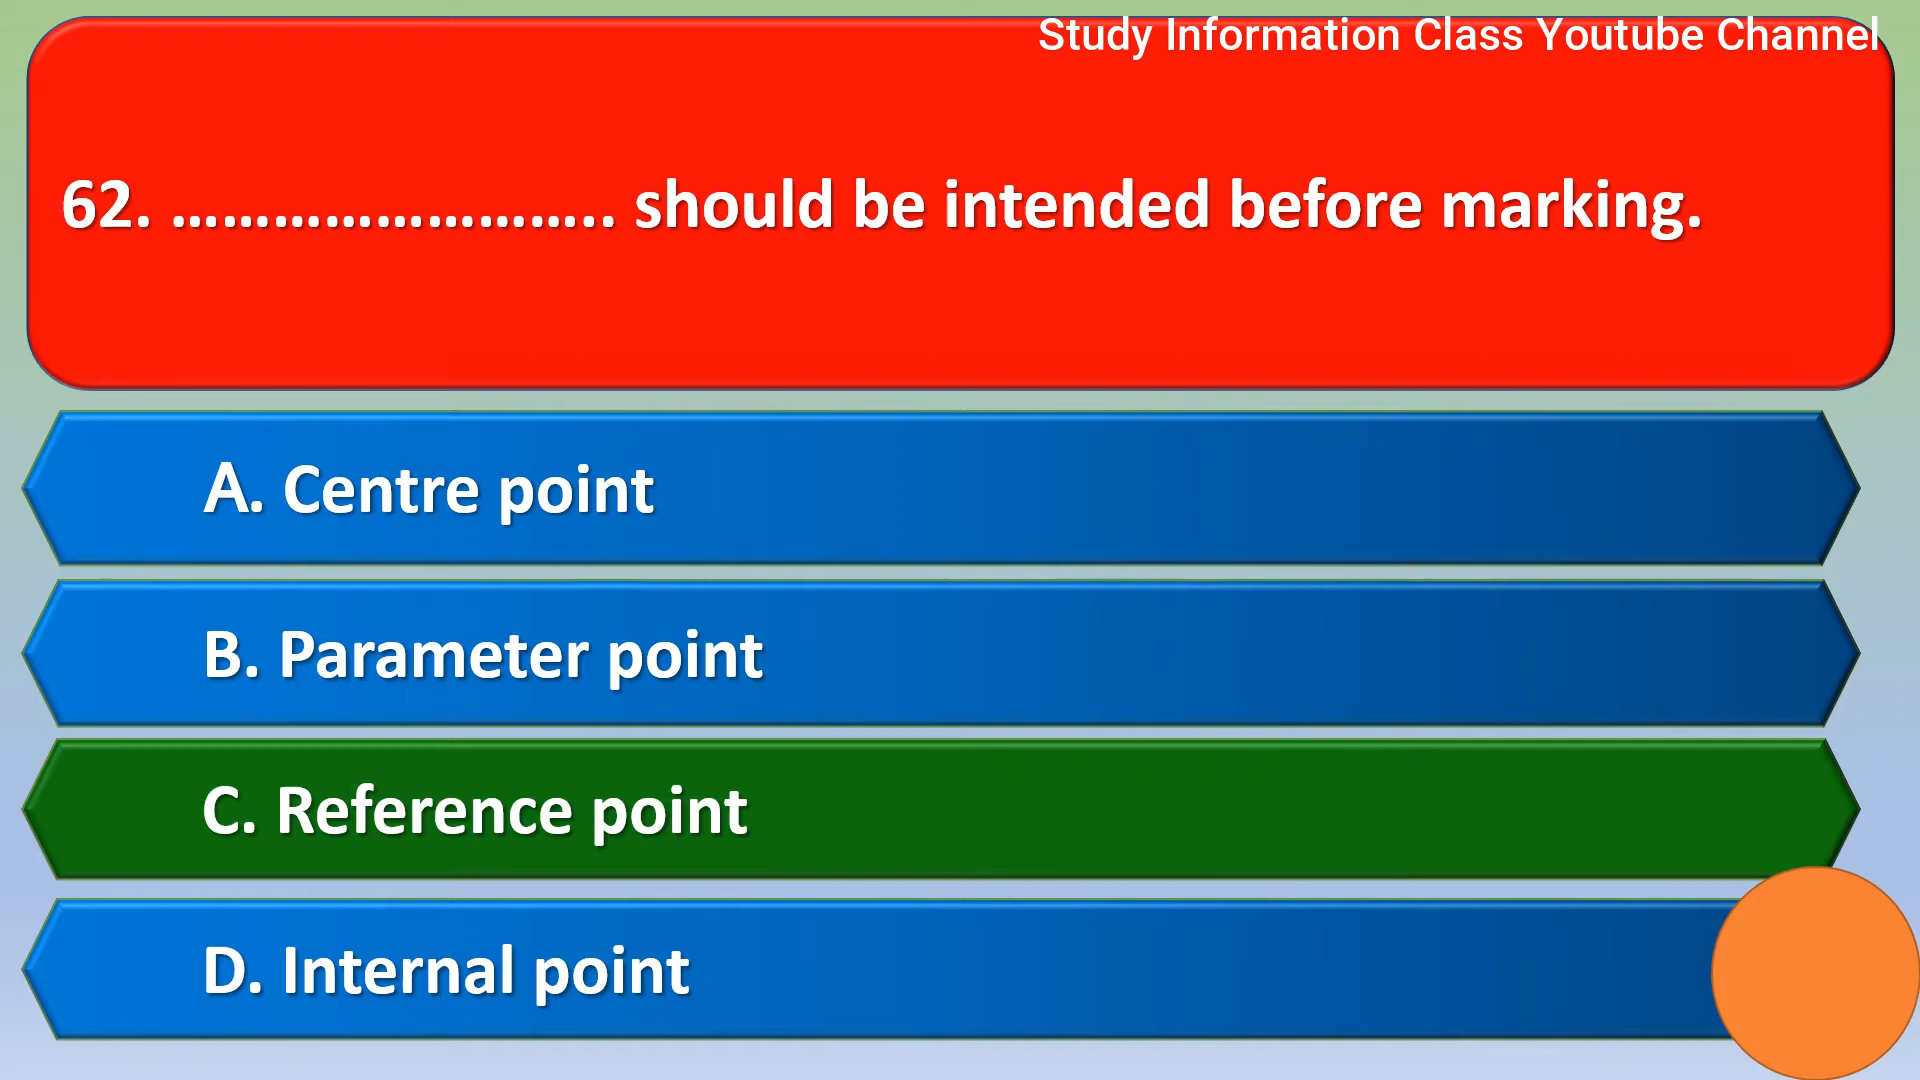 Study Information Class Youtube Channel
62. …………………….. should be intended before marking.
A. Centre point
B. Parameter point
C. Reference point
D. Internal point